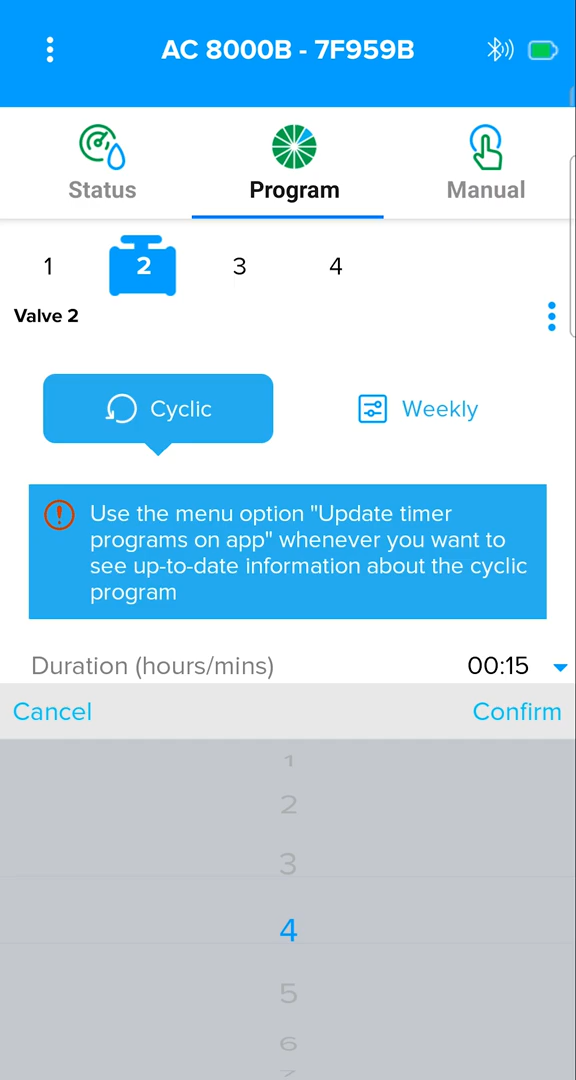 AC 8000B - 7F959B
Status
Program
Manual
1
2
3
4
Valve 2
Cyclic
Weekly
Use the menu option "Update timer
programs on app" whenever you want to
see up-to-date information about the cyclic
program
Duration (hours/mins)
00:15
Cancel
Confirm
1
2
3
4
5
6
7